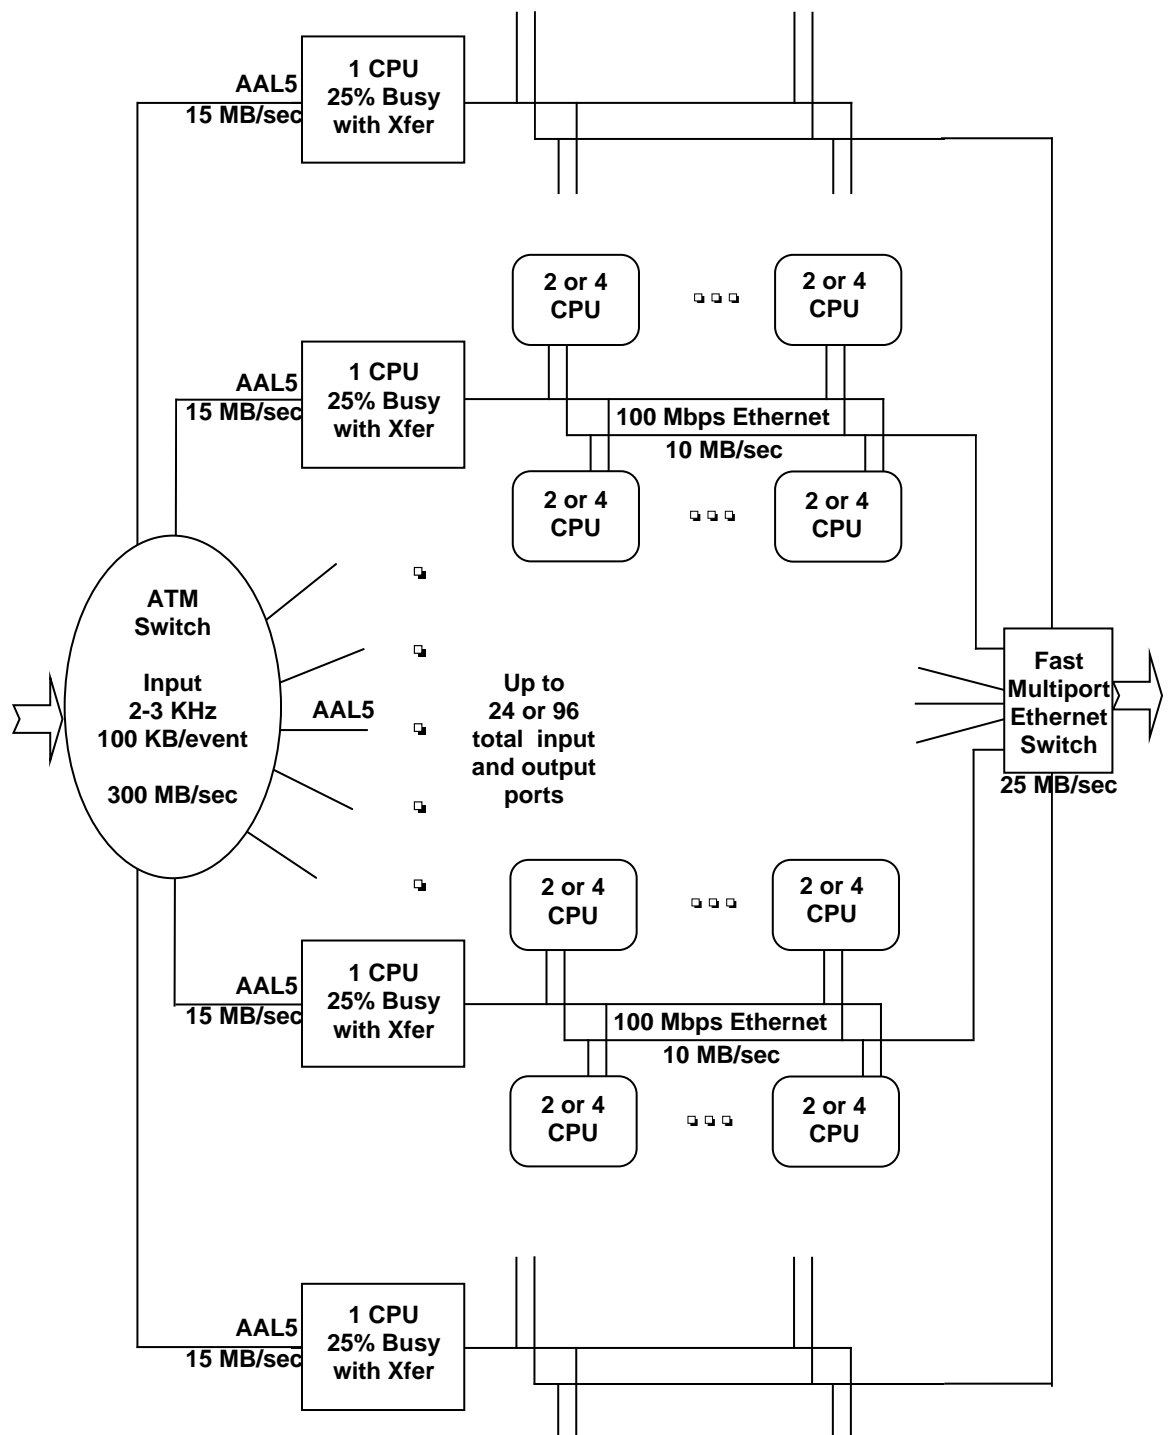 AAL5
15 MB/sec
1 CPU
25% Busy
with Xfer
2 or 4
CPU
2 or 4
CPU
AAL5
15 MB/sec
1 CPU
25% Busy
with Xfer
100 Mbps Ethernet
10 MB/sec
2 or 4
CPU
2 or 4
CPU
ATM
Switch
Input
2-3 KHz
100 KB/event
300 MB/sec
AAL5
Up to
24 or 96
total input
and output
ports
Fast
Multiport
Ethernet
Switch
25 MB/sec
2 or 4
CPU
2 or 4
CPU
AAL5
15 MB/sec
1 CPU
25% Busy
with Xfer
100 Mbps Ethernet
10 MB/sec
2 or 4
CPU
2 or 4
CPU
AAL5
15 MB/sec
1 CPU
25% Busy
with Xfer